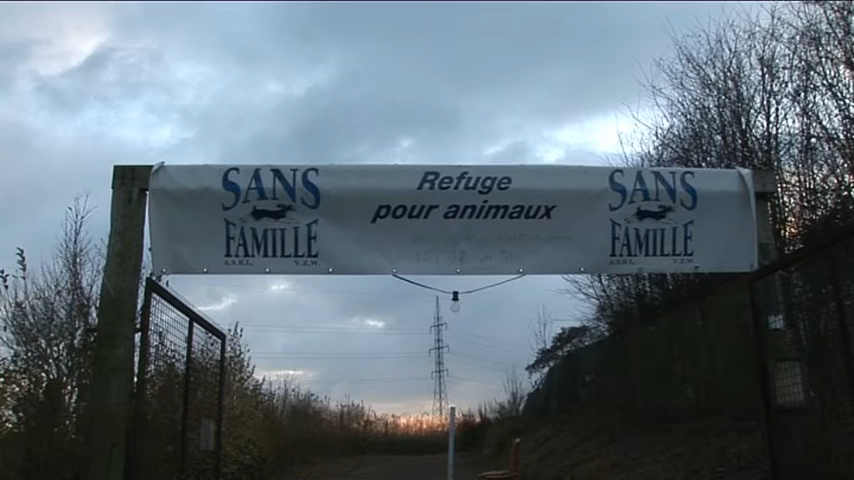 SANS
FAMILLE
A.S.B.L. V.Z.W.
Refuge
pour animaux
SANS
FAMILLE
A.S.B.L. V.Z.W.